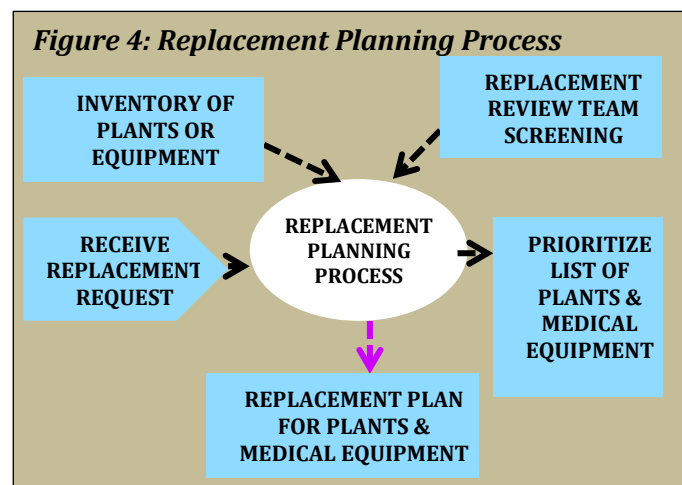 Figure 4: Replacement Planning Process
INVENTORY OF
PLANTS OR
EQUIPMENT
REPLACEMENT
REVIEW TEAM
SCREENING
RECEIVE
REPLACEMENT
REQUEST
REPLACEMENT
PLANNING
PROCESS
PRIORITIZE
LIST OF
PLANTS &
MEDICAL
EQUIPMENT
REPLACEMENT PLAN
FOR PLANTS &
MEDICAL EQUIPMENT